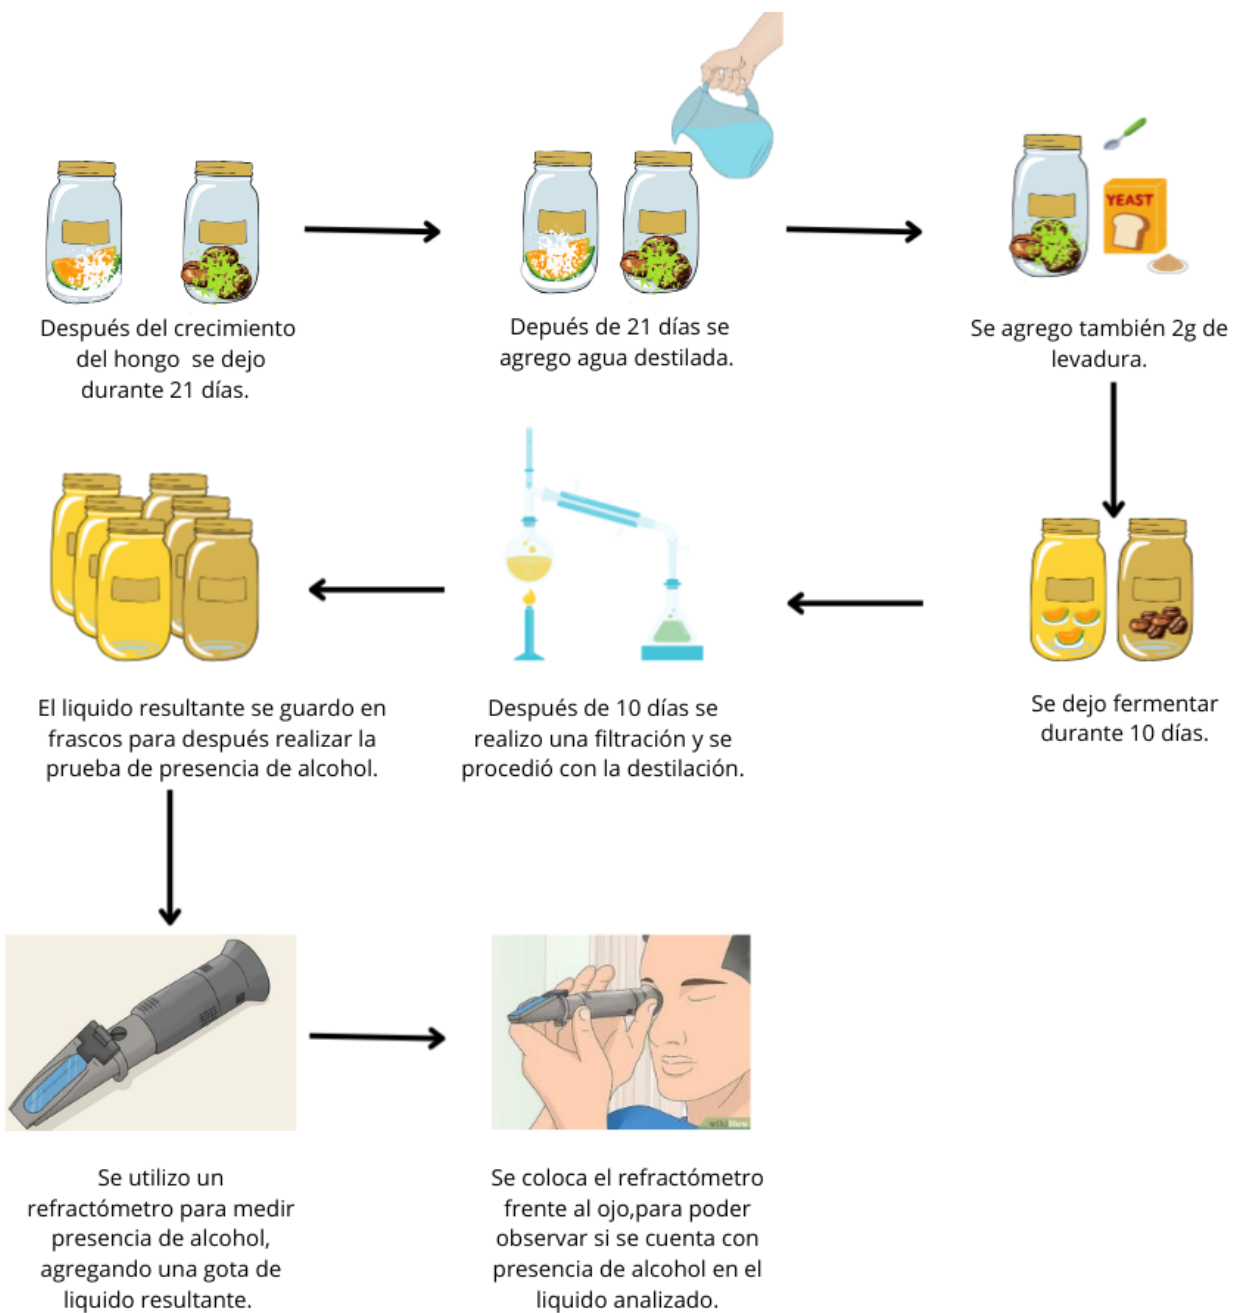 YEAST
Después del crecimiento
del hongo  se dejo
durante 21 días.
Depués de 21 días se
agrego agua destilada.
Se agrego también 2g de
levadura.
Se dejo fermentar
durante 10 días.
Después de 10 días se
realizo una filtración y se
procedió con la destilación.
El liquido resultante se guardo en
frascos para después realizar la
prueba de presencia de alcohol.
Se utilizo un
refractómetro para medir
presencia de alcohol,
agregando una gota de
liquido resultante.
wikiHow
Se coloca el refractómetro
frente al ojo,para poder
observar si se cuenta con
presencia de alcohol en el
liquido analizado.